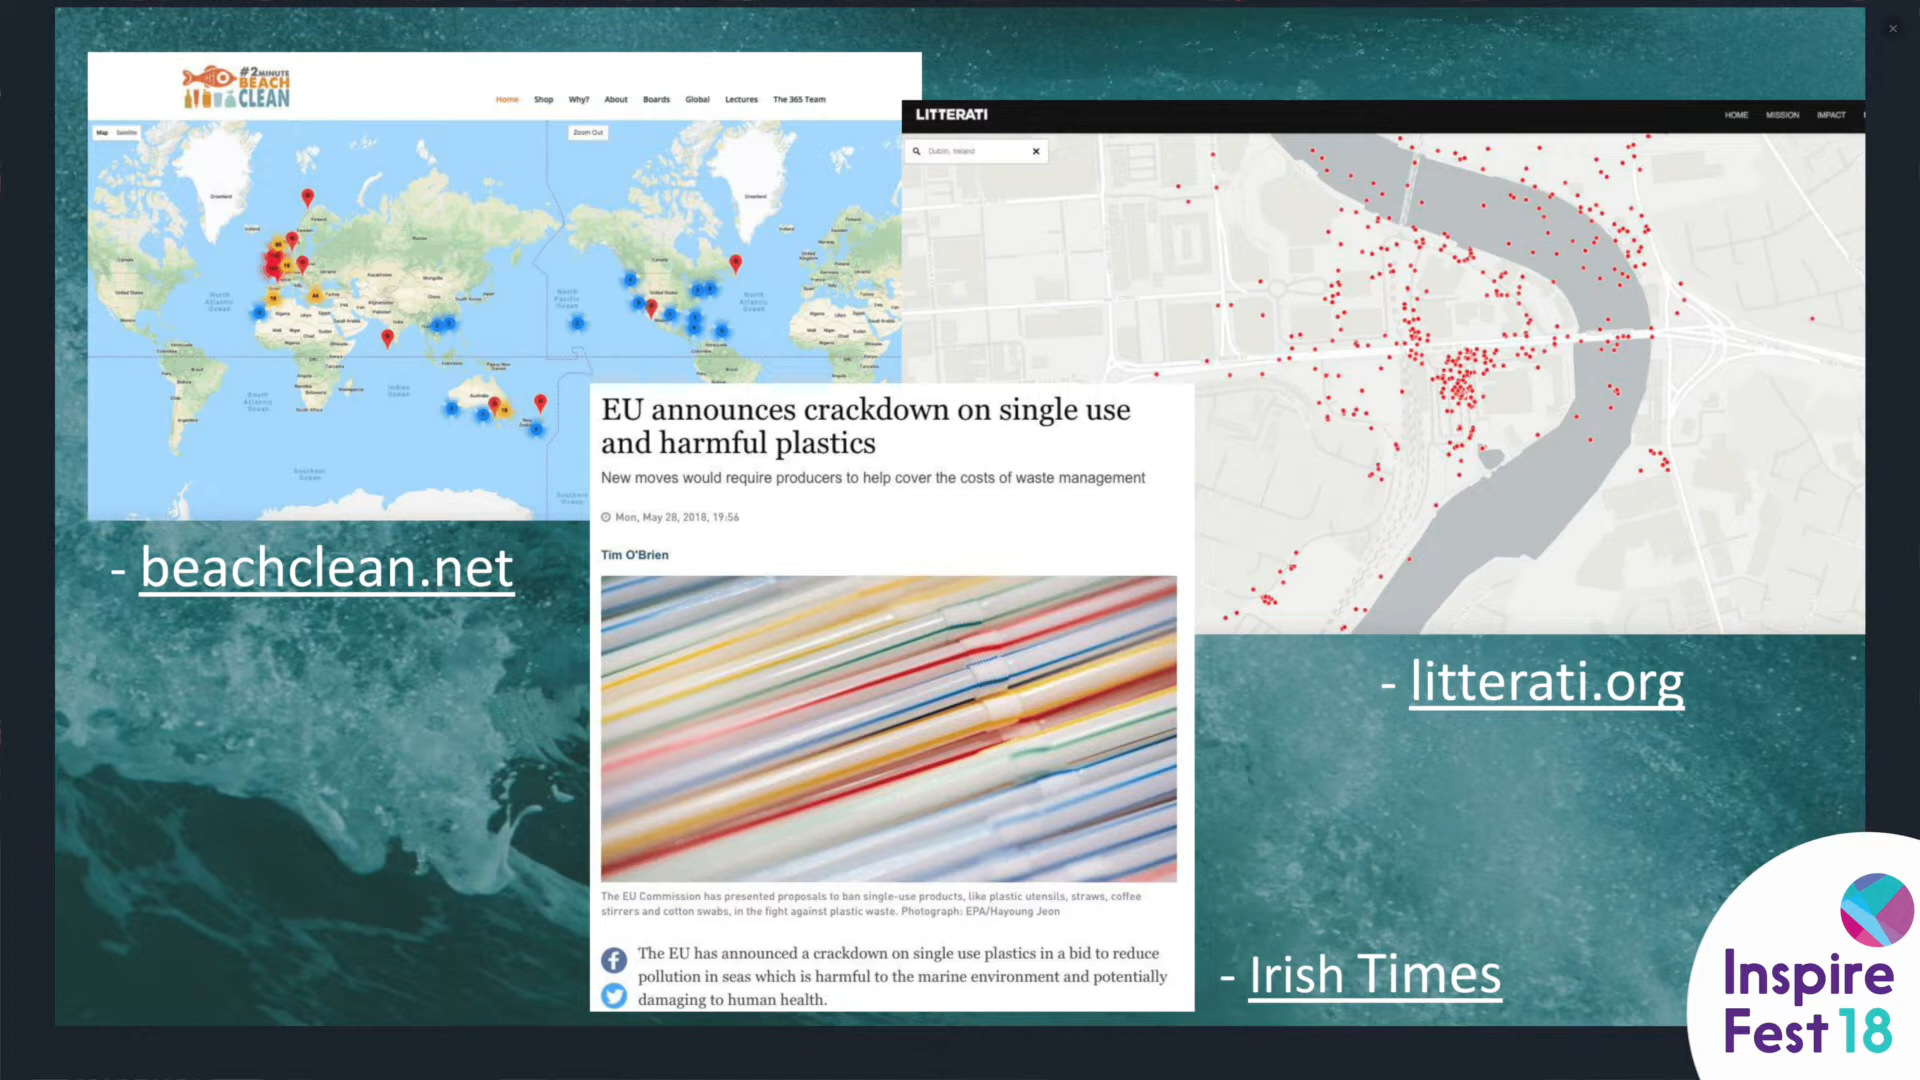 #2MINUTE
BEACH
CLEAN
Home Shop Why? About Boards Global Lectures The 365 Team
Map Satellite
Zoom Out
LITTERATI
HOME MISSION IMPACT
Dublin, Ireland
EU announces crackdown on single use
and harmful plastics
New moves would require producers to help cover the costs of waste management
Mon, May 28, 2018, 19:56
Tim O'Brien
- beachclean.net
- litterati.org
The EU Commission has presented proposals to ban single-use products, like plastic utensils, straws, coffee
stirrers and cotton swabs, in the fight against plastic waste. Photograph: EPA/Hayoung Jeon
The EU has announced a crackdown on single use plastics in a bid to reduce
pollution in seas which is harmful to the marine environment and potentially
damaging to human health.
- Irish Times
Inspire
Fest 18